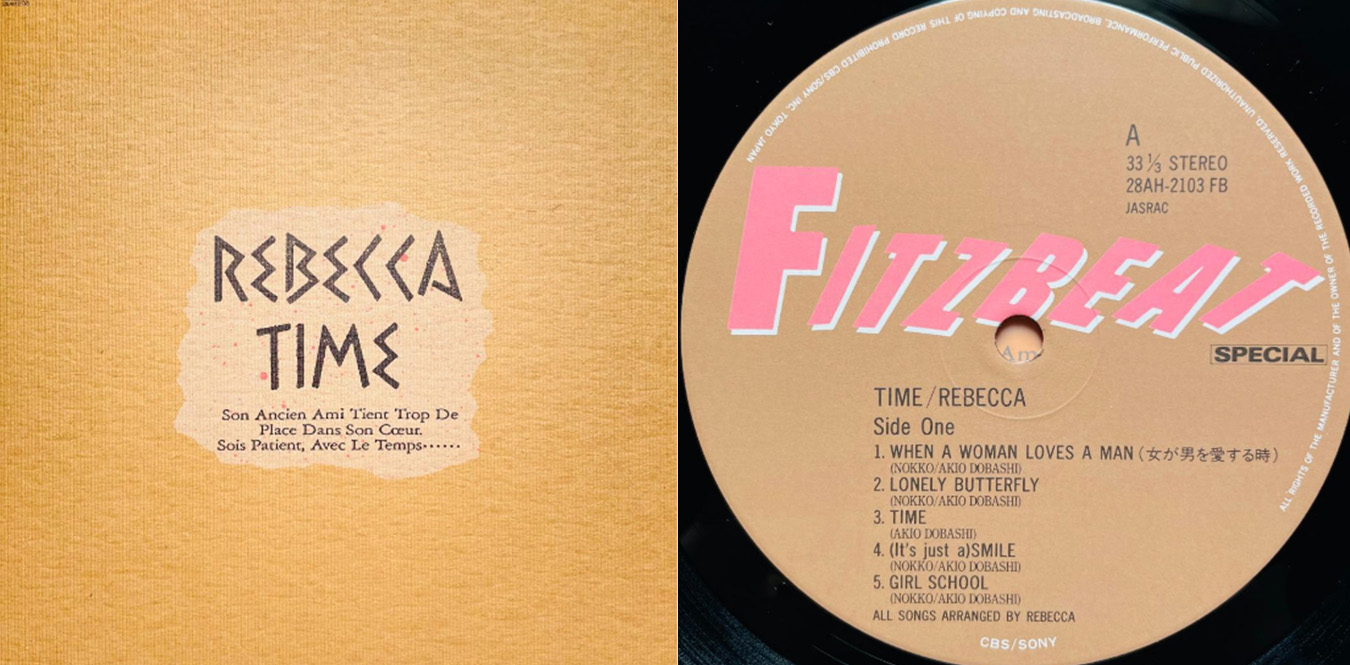 REBECCA
TIME
Son Ancien Ami Tient Trop De
Place Dans Son Cœur.
Sois Patient, Avec Le Temps······
ALL RIGHTS OF THE MANUFACTURER AND OF THE OWNER OF THE RECORDED WORK RESERVED. UNAUTHORIZED PUBLIC PERFORMANCE, BROADCASTING AND COPYING OF THIS RECORD PROHIBITED CBS/SONY INC. TOKYO JAPAN
A
33 1/3 STEREO
28AH-2103 FB
JASRAC
FITZBEAT
SPECIAL
TIME/REBECCA
Side One
1. WHEN A WOMAN LOVES A MAN (女が男を愛する時)
(NOKKO/AKIO DOBASHI)
2. LONELY BUTTERFLY
(NOKKO/AKIO DOBASHI)
3. TIME
(AKIO DOBASHI)
4. (It's just a)SMILE
(NOKKO/AKIO DOBASHI)
5. GIRL SCHOOL
(NOKKO/AKIO DOBASHI)
ALL SONGS ARRANGED BY REBECCA
CBS/SONY